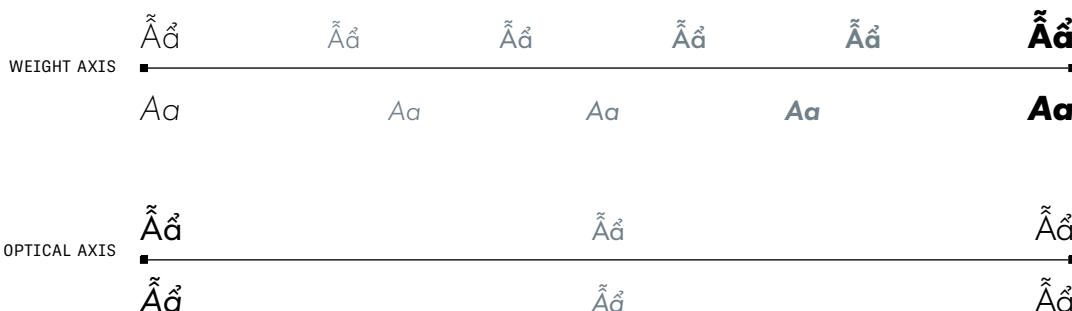 Ẫẩ Ẫẩ Ẫẩ Ẫẩ Ẫẩ Ẫẩ
WEIGHT AXIS
Aa Aa Aa Aa Aa
Ẫẩ Ẫẩ Ẫẩ
OPTICAL AXIS
Ẫẩ Ẫẩ Ẫẩ